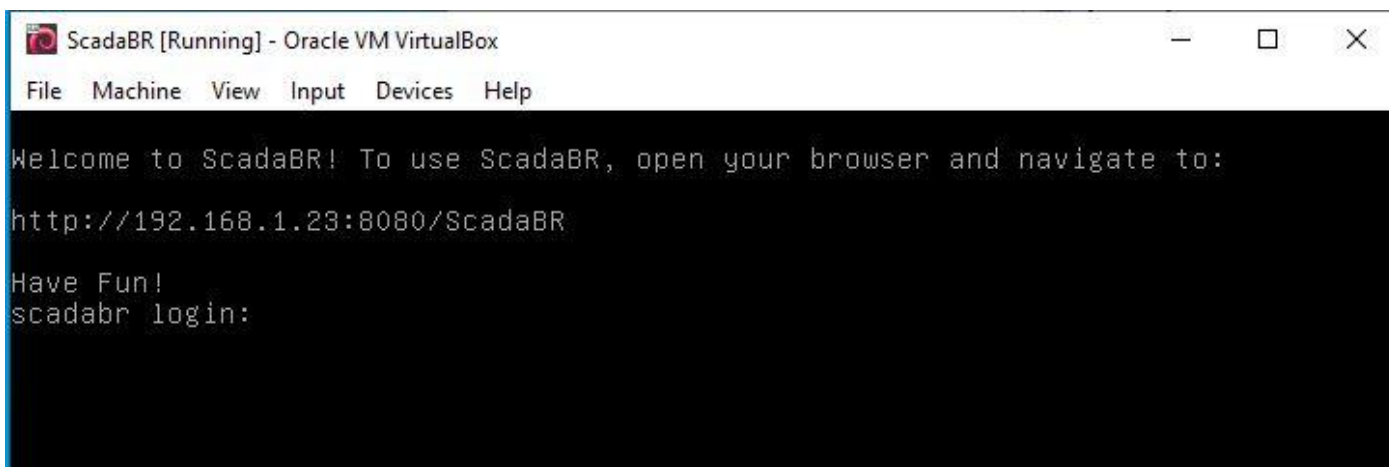 ScadaBR [Running] - Oracle VM VirtualBox
File Machine View Input Devices Help
Welcome to ScadaBR! To use ScadaBR, open your browser and navigate to:
http://192.168.1.23:8080/ScadaBR
Have Fun!
scadabr login: